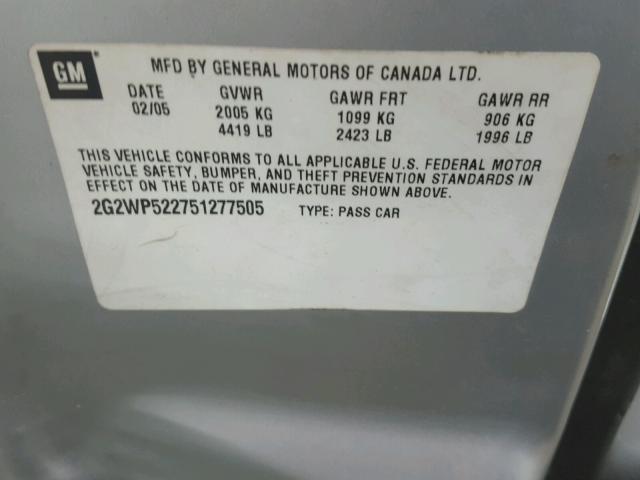 GM
MFD BY GENERAL MOTORS OF CANADA LTD.
DATE GVWR GAWR FRT GAWR RR
02/05 2005 KG 1099 KG 906 KG
4419 LB 2423 LB 1996 LB
THIS VEHICLE CONFORMS TO ALL APPLICABLE U.S. FEDERAL MOTOR
VEHICLE SAFETY, BUMPER, AND THEFT PREVENTION STANDARDS IN
EFFECT ON THE DATE OF MANUFACTURE SHOWN ABOVE.
2G2WP522751277505 TYPE: PASS CAR